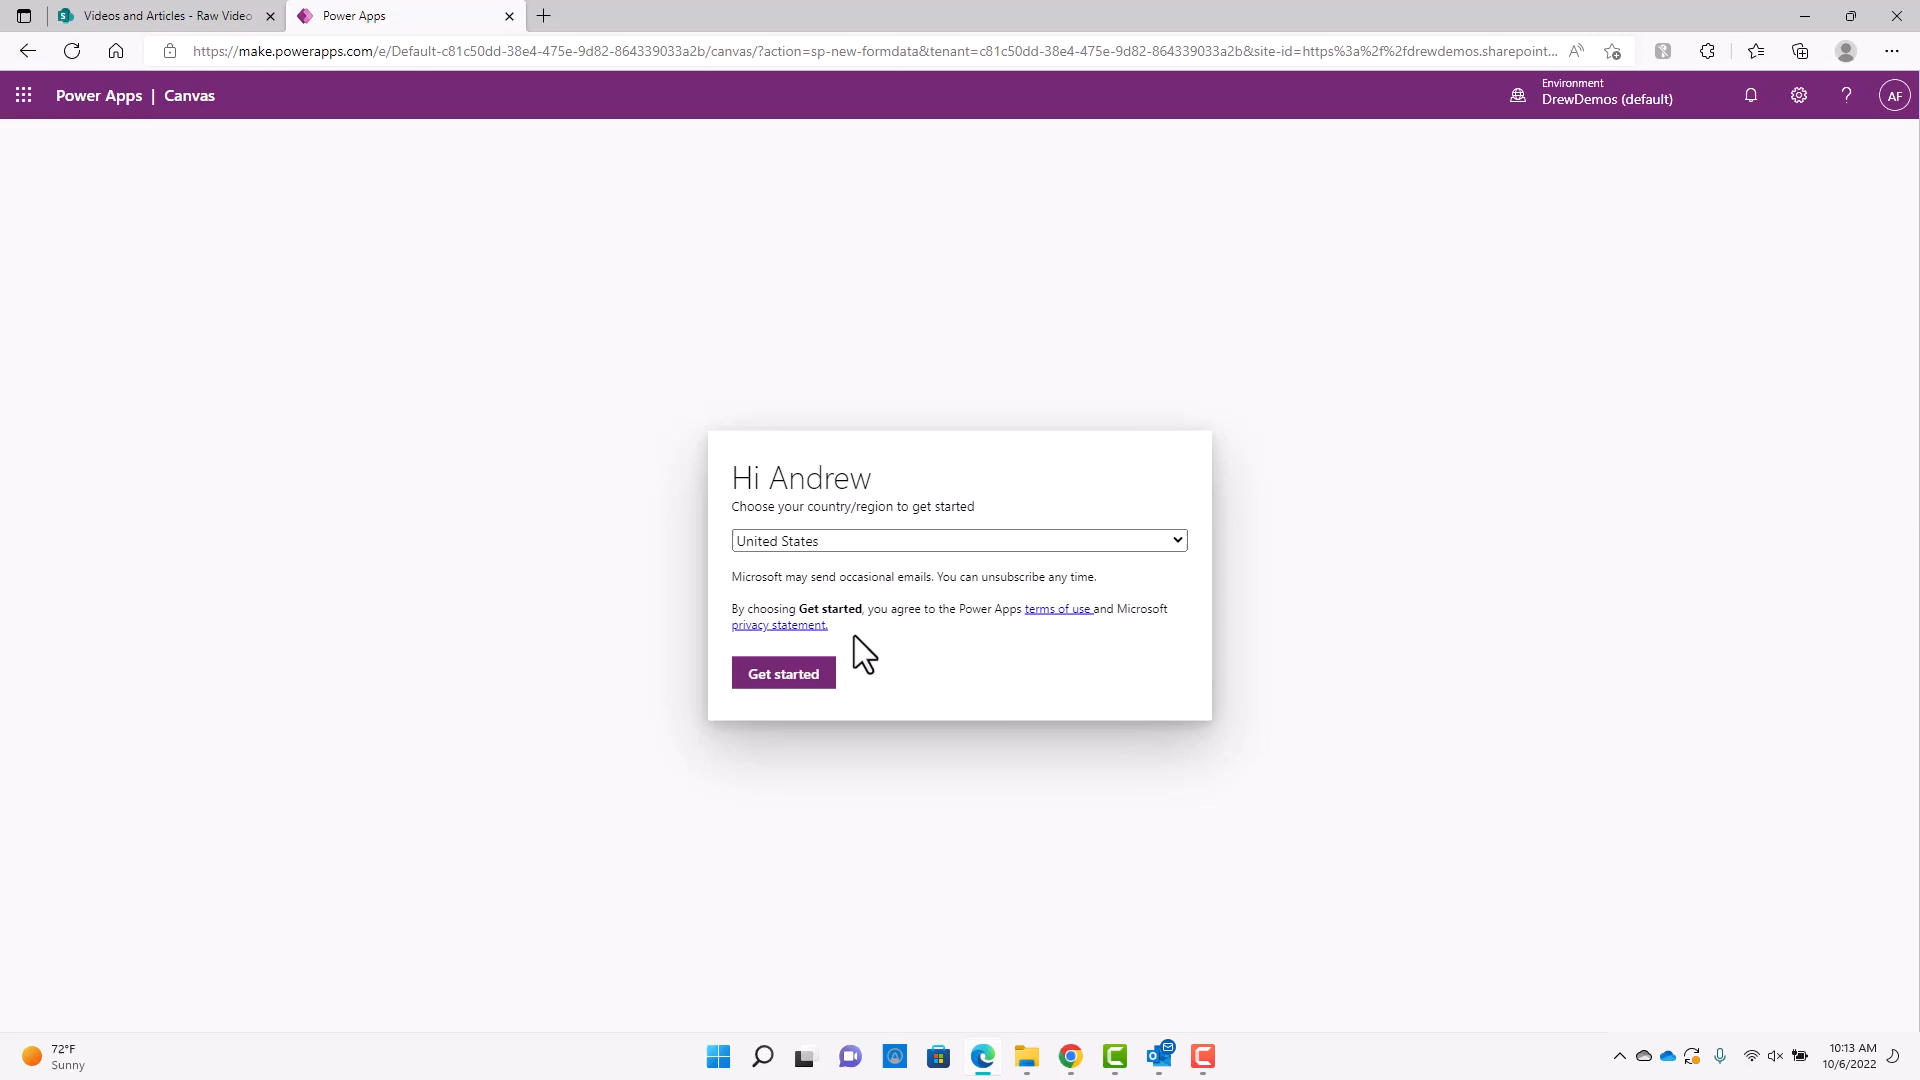 Videos and Articles - Raw Video
Power Apps
https://make.powerapps.com/e/Default-c81c50dd-38e4-475e-9d82-864339033a2b/canvas/?action=sp-new-formdata&tenant=c81c50dd-38e4-475e-9d82-864339033a2b&site-id=https%3a%2f%2fdrewdemos.sharepoint...
Power Apps | Canvas
Environment
DrewDemos (default)
AF
Hi Andrew
Choose your country/region to get started
United States
Microsoft may send occasional emails. You can unsubscribe any time.
By choosing Get started, you agree to the Power Apps terms of use and Microsoft
privacy statement.
Get started
72°F
Sunny
10:13 AM
10/6/2022